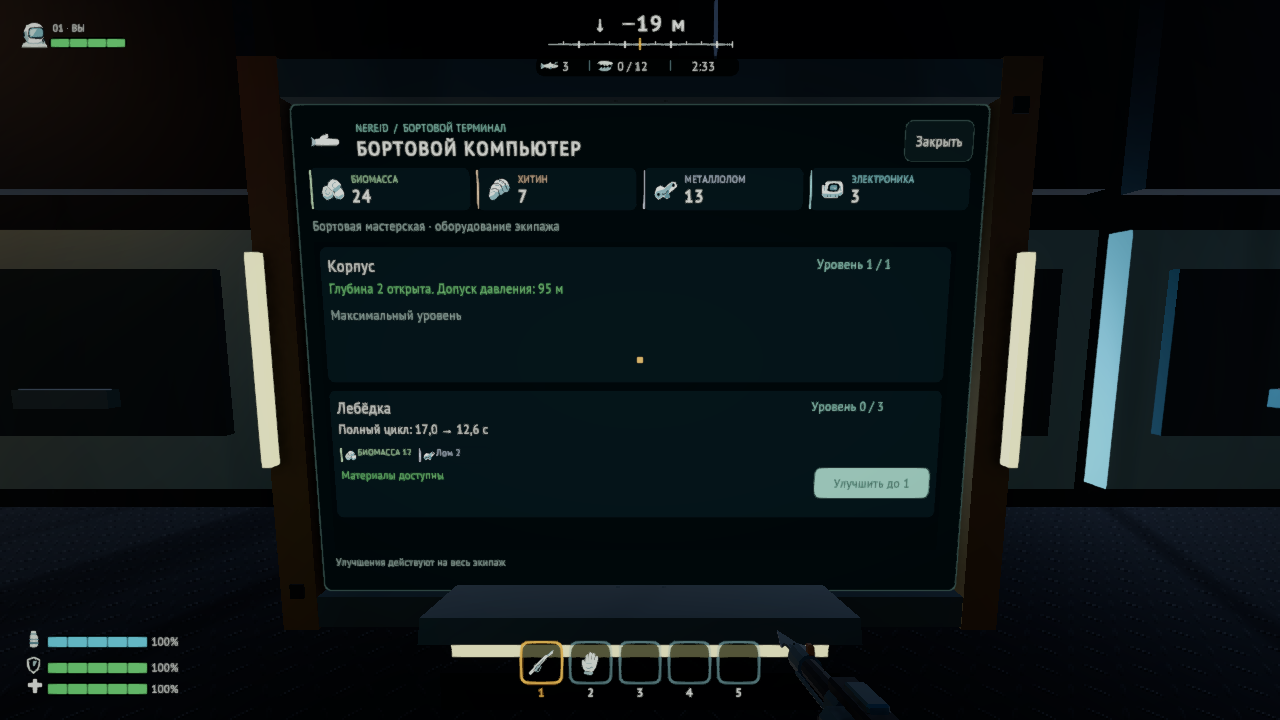 01 · ВЫ
−19 м
3
0 / 12
2:33
NEREID / БОРТОВОЙ ТЕРМИНАЛ
БОРТОВОЙ КОМПЬЮТЕР
Закрыть
БИОМАССА
24
ХИТИН
7
МЕТАЛЛОЛОМ
13
ЭЛЕКТРОНИКА
3
Бортовая мастерская · оборудование экипажа
Корпус
Уровень 1 / 1
Глубина 2 открыта. Допуск давления: 95 м
Максимальный уровень
Лебёдка
Уровень 0 / 3
Полный цикл: 17,0 → 12,6 с
БИОМАССА 12
Лом 2
Материалы доступны
Улучшить до 1
Улучшения действуют на весь экипаж
100%
100%
100%
1
2
3
4
5